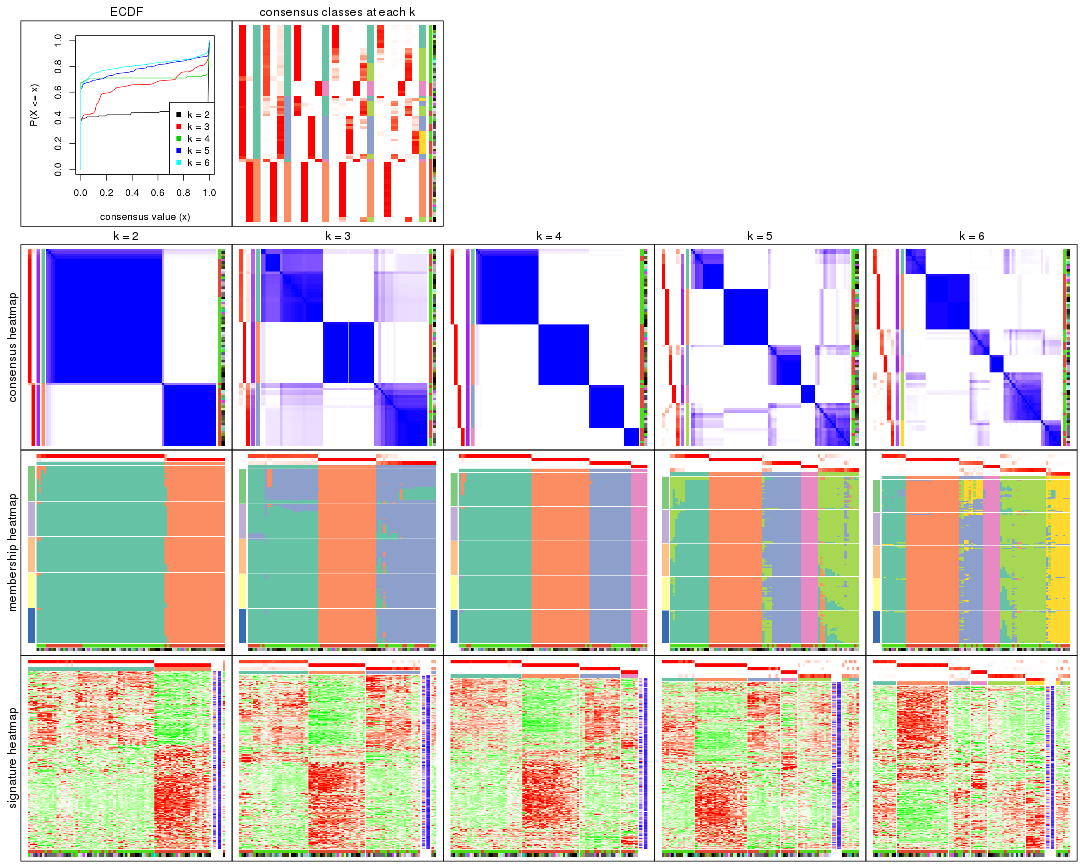 ECDF
consensus classes at each k
P(X <= x)
0.0
0.2
0.4
0.6
0.8
1.0
k = 2
k = 3
k = 4
k = 5
k = 6
0.0 0.2 0.4 0.6 0.8 1.0
consensus value (x)
k = 2 k = 3 k = 4 k = 5 k = 6
consensus heatmap
membership heatmap
signature heatmap